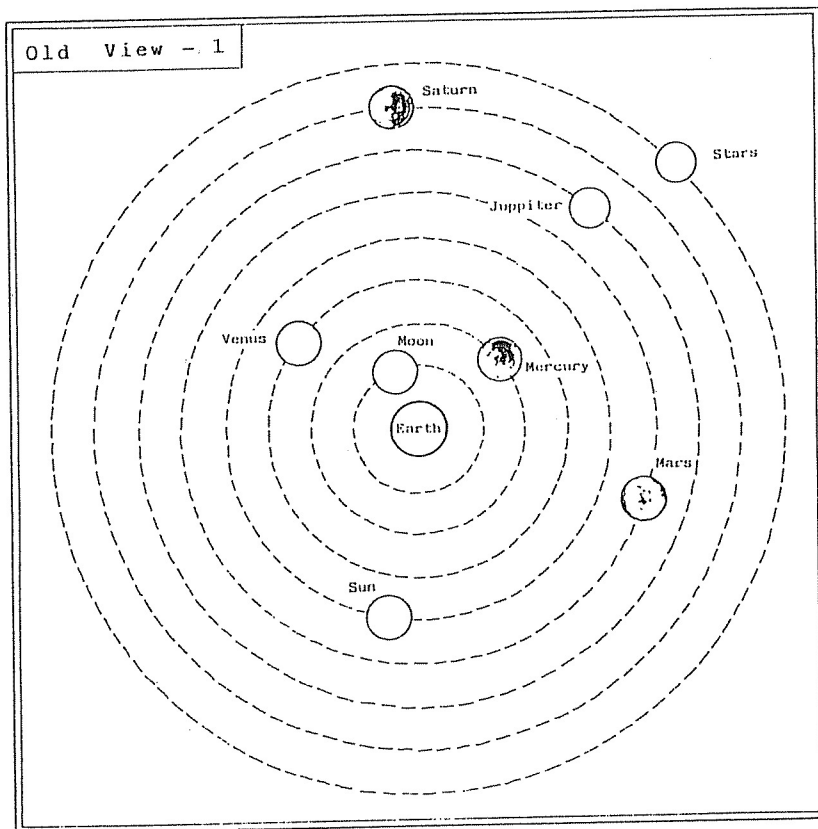 Old View - 1
Saturn
Stars
Juppiter
Venus
Moon
Mercury
Earth
Mars
Sun